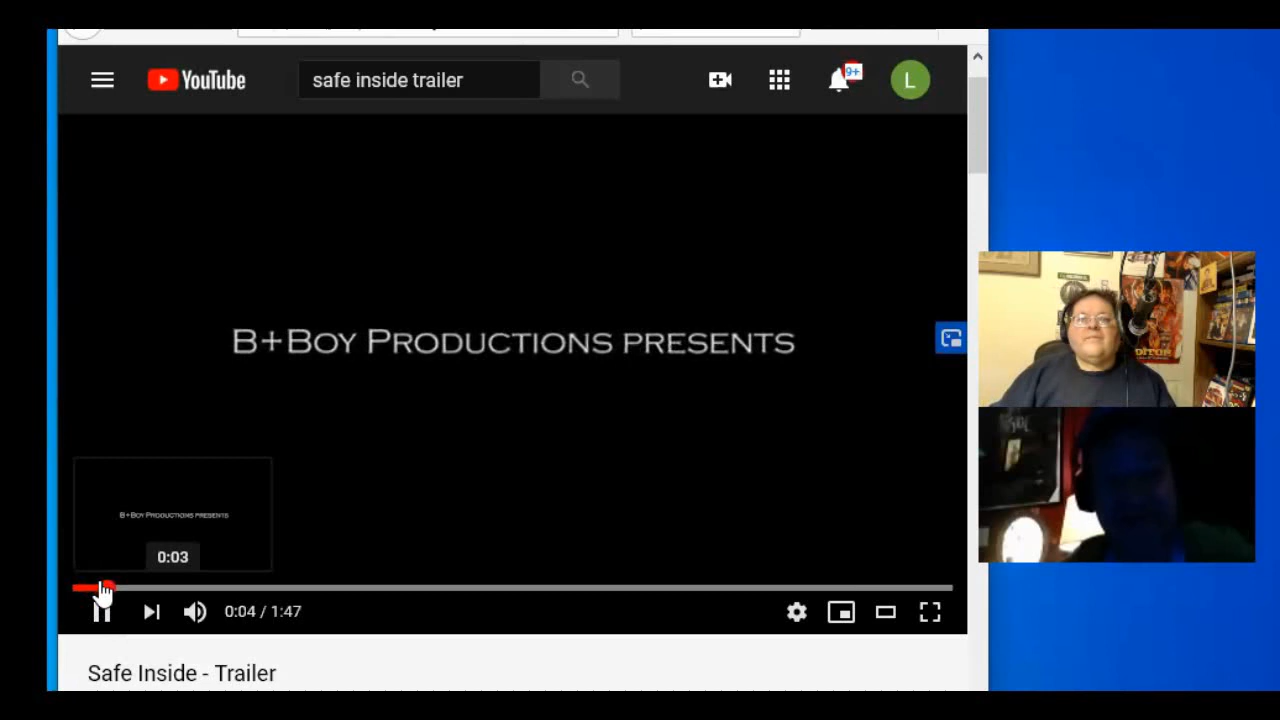 YouTube
safe inside trailer
9+
L
B+BOY PRODUCTIONS PRESENTS
B+BOY PRODUCTIONS PRESENTS
0:03
0:04 / 1:47
Safe Inside - Trailer